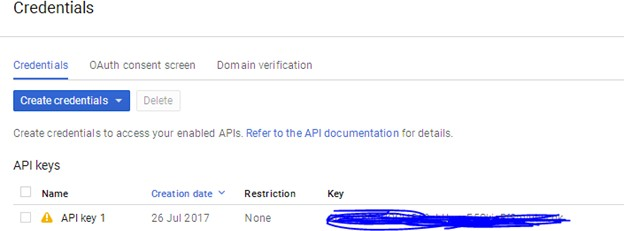 Credentials
Credentials OAuth consent screen Domain verification
Create credentials Delete
Create credentials to access your enabled APIs. Refer to the API documentation for details.
API keys
Name Creation date Restriction Key
API key 1 26 Jul 2017 None